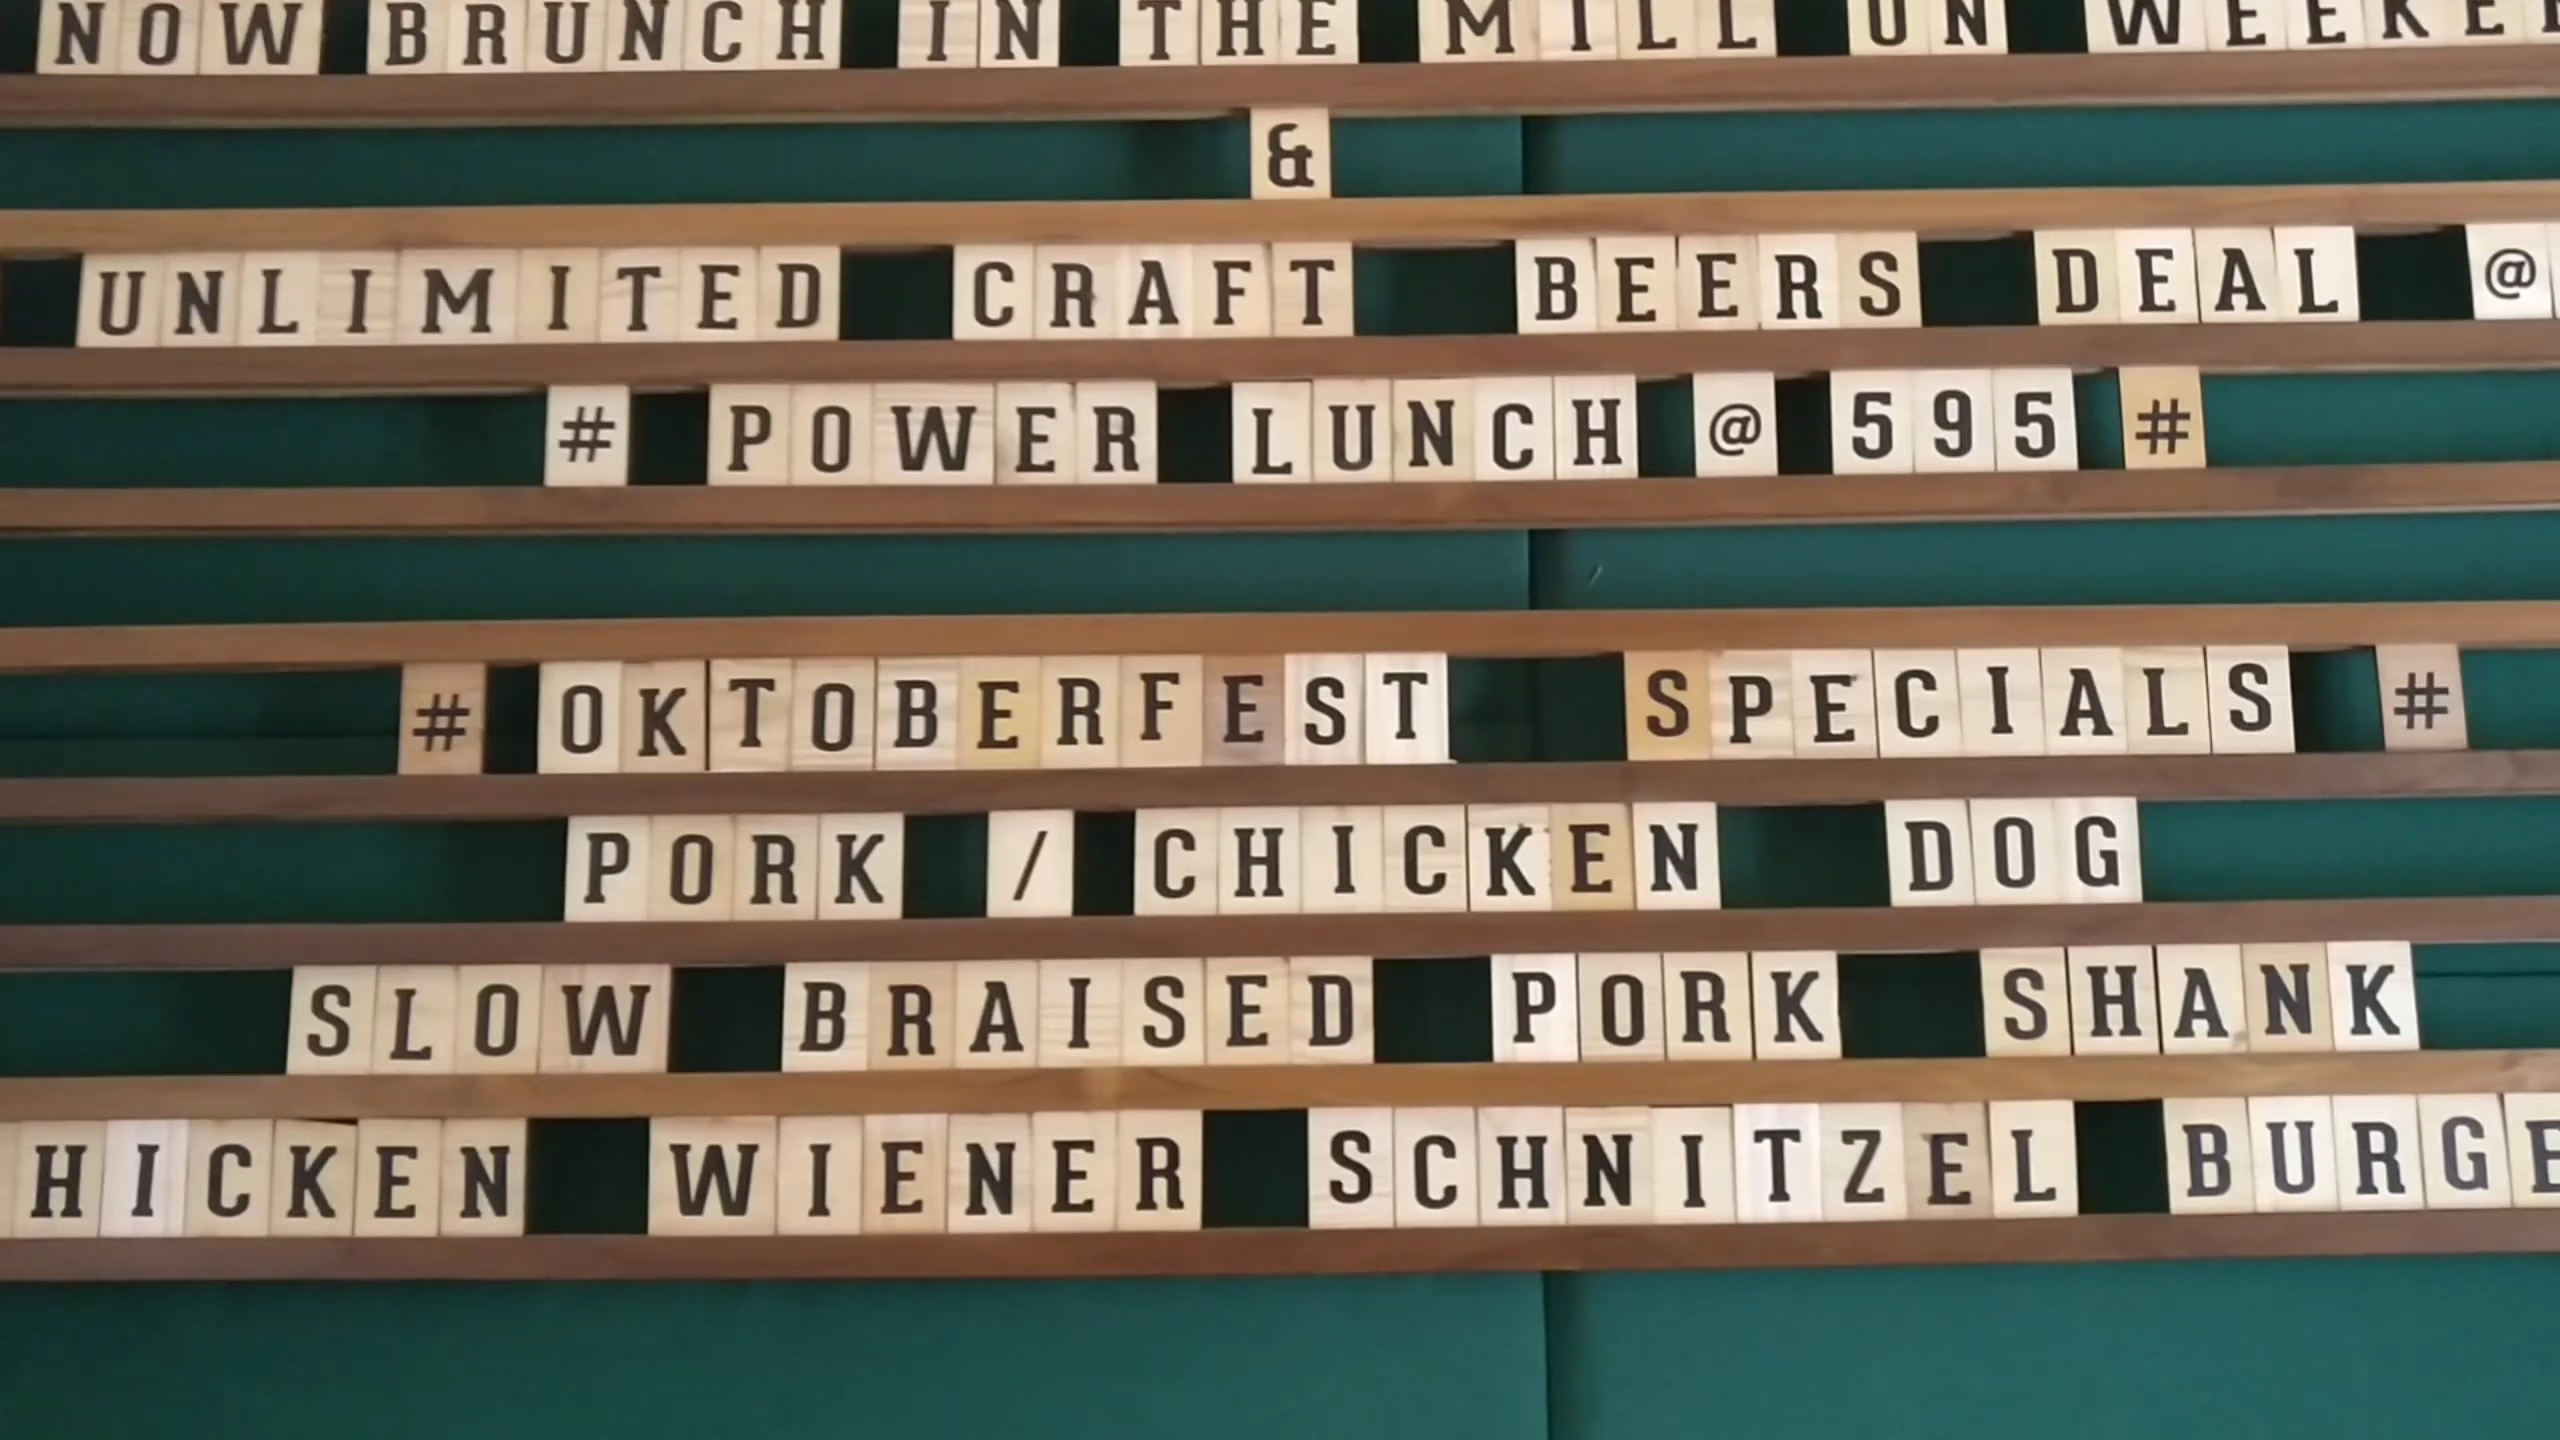 NOW BRUNCH IN THE MILL ON
&
UNLIMITED CRAFT BEERS DEAL @
# POWER LUNCH @ 595 #
# OKTOBERFEST SPECIALS #
PORK / CHICKEN DOG
SLOW BRAISED PORK SHANK
HICKEN WIENER SCHNITZEL BURGE